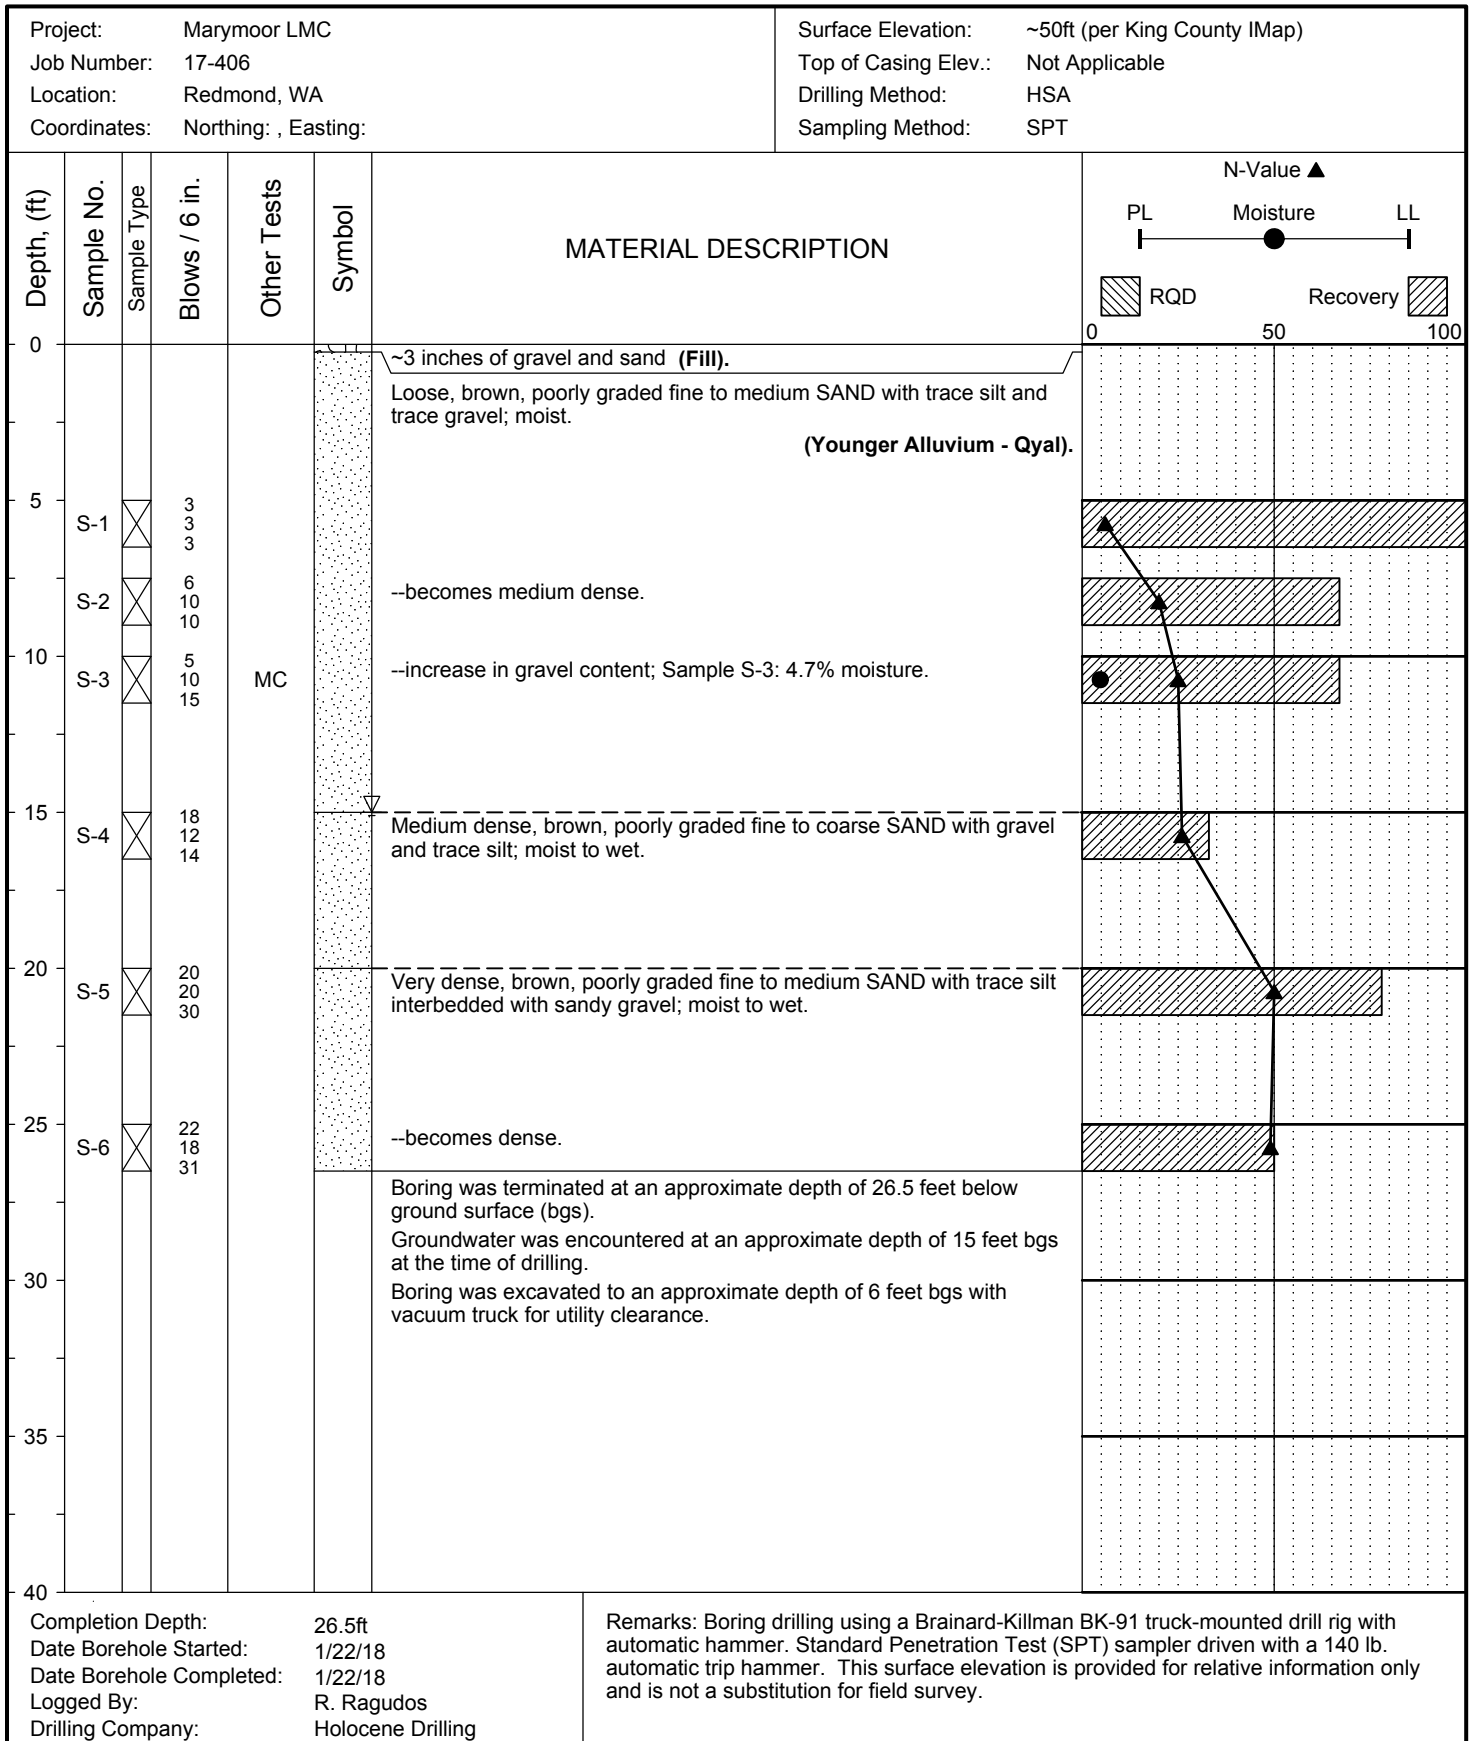 Project: Marymoor LMC
Job Number: 17-406
Location: Redmond, WA
Coordinates: Northing: , Easting:
Surface Elevation: ~50ft (per King County IMap)
Top of Casing Elev.: Not Applicable
Drilling Method: HSA
Sampling Method: SPT
Depth, (ft)
Sample No.
Sample Type
Blows / 6 in.
Other Tests
Symbol
MATERIAL DESCRIPTION
N-Value
PL Moisture LL
RQD Recovery
0 50 100
0
~3 inches of gravel and sand (Fill).
Loose, brown, poorly graded fine to medium SAND with trace silt and
trace gravel; moist.
(Younger Alluvium - Qyal).
5
S-1
3
3
3
S-2
6
10
10
--becomes medium dense.
10
S-3
5
10
15
MC
--increase in gravel content; Sample S-3: 4.7% moisture.
15
S-4
18
12
14
Medium dense, brown, poorly graded fine to coarse SAND with gravel
and trace silt; moist to wet.
20
S-5
20
20
30
Very dense, brown, poorly graded fine to medium SAND with trace silt
interbedded with sandy gravel; moist to wet.
25
S-6
22
18
31
--becomes dense.
Boring was terminated at an approximate depth of 26.5 feet below
ground surface (bgs).
Groundwater was encountered at an approximate depth of 15 feet bgs
at the time of drilling.
Boring was excavated to an approximate depth of 6 feet bgs with
vacuum truck for utility clearance.
30
35
40
Completion Depth: 26.5ft
Date Borehole Started: 1/22/18
Date Borehole Completed: 1/22/18
Logged By: R. Ragudos
Drilling Company: Holocene Drilling
Remarks: Boring drilling using a Brainard-Killman BK-91 truck-mounted drill rig with
automatic hammer. Standard Penetration Test (SPT) sampler driven with a 140 lb.
automatic trip hammer. This surface elevation is provided for relative information only
and is not a substitution for field survey.